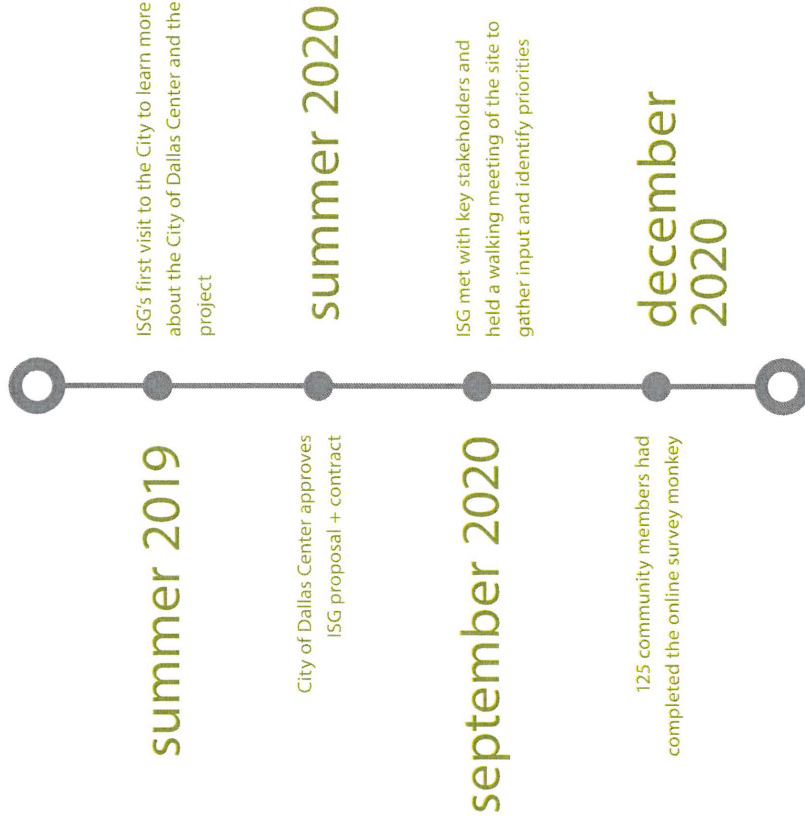 summer 2019
ISG's first visit to the City to learn more
about the City of Dallas Center and the
project
summer 2020
City of Dallas Center approves
ISG proposal + contract
september 2020
ISG met with key stakeholders and
held a walking meeting of the site to
gather input and identify priorities
december
2020
125 community members had
completed the online survey monkey